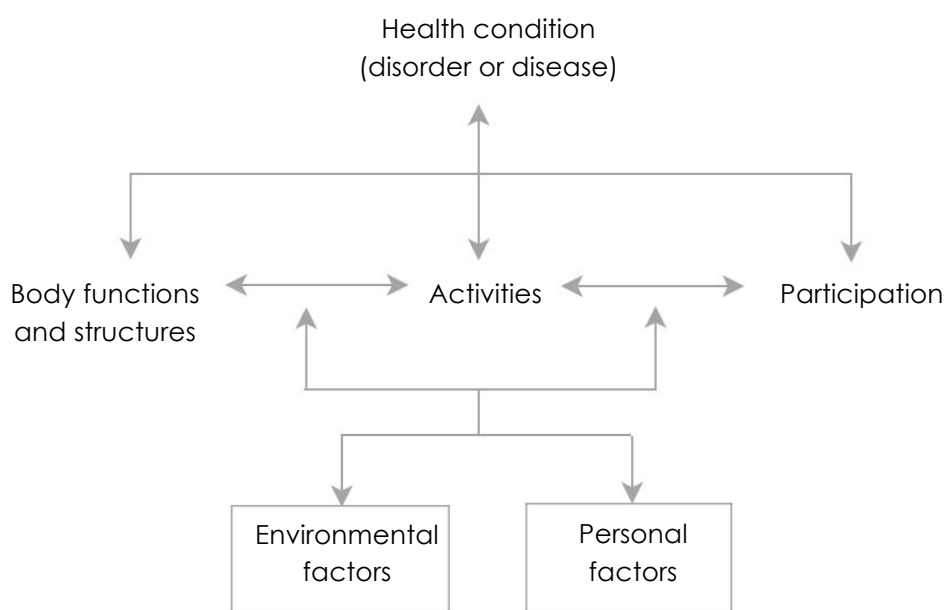 Health condition
(disorder or disease)
Body functions
and structures
Activities
Participation
Environmental
factors
Personal
factors